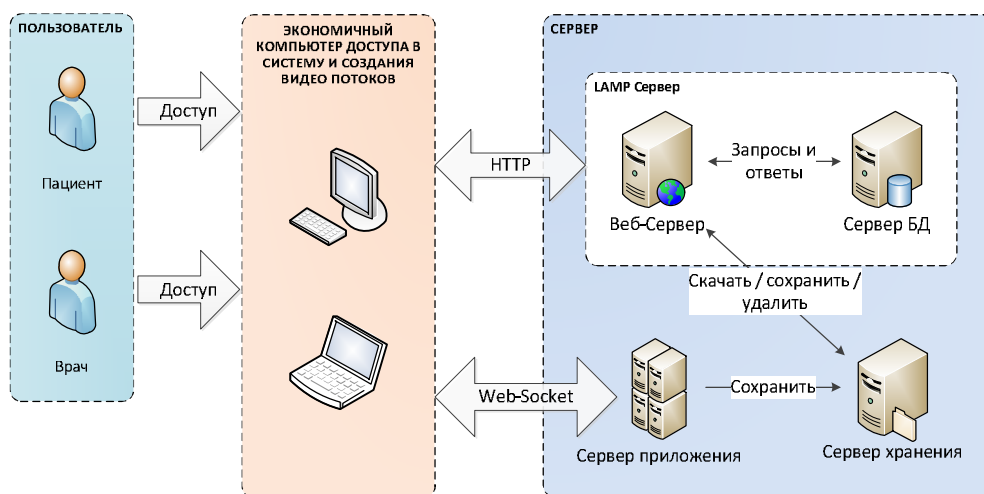 ПОЛЬЗОВАТЕЛЬ
Пациент
Врач
Доступ
Доступ
ЭКОНОМИЧНЫЙ
КОМПЬЮТЕР ДОСТУПА В
СИСТЕМУ И СОЗДАНИЯ
ВИДЕО ПОТОКОВ
HTTP
Web-Socket
СЕРВЕР
LAMP Сервер
Веб-Сервер
Запросы и
ответы
Сервер БД
Скачать / сохранить /
удалить
Сервер приложения
Сохранить
Сервер хранения